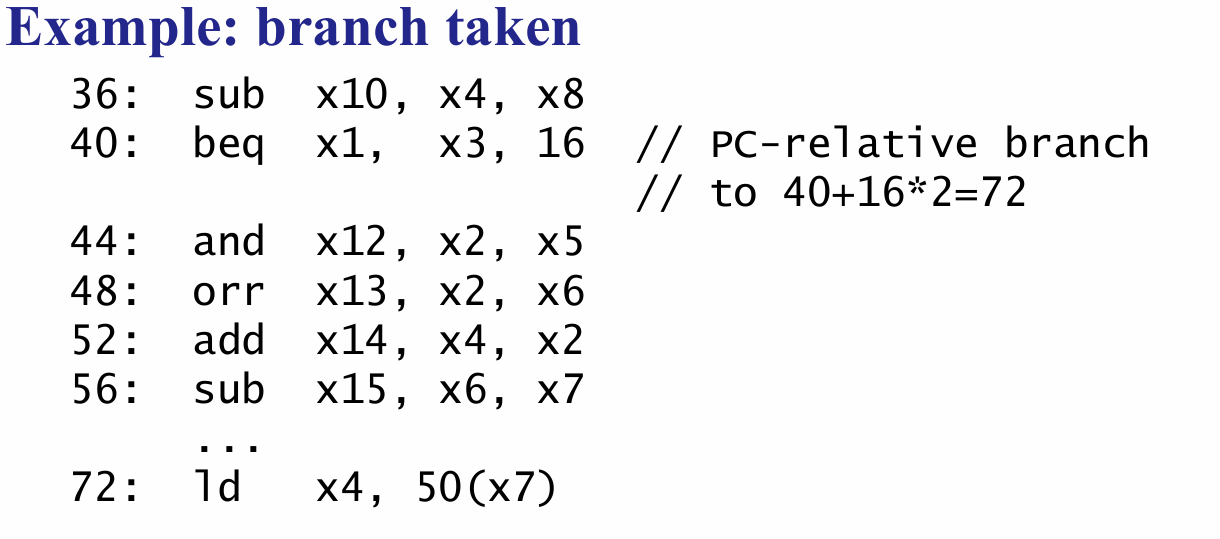 Example: branch taken
36: sub x10, x4, x8
40: beq x1, x3, 16 // PC-relative branch
// to 40+16*2=72
44: and x12, x2, x5
48: orr x13, x2, x6
52: add x14, x4, x2
56: sub x15, x6, x7
...
72: ld x4, 50(x7)